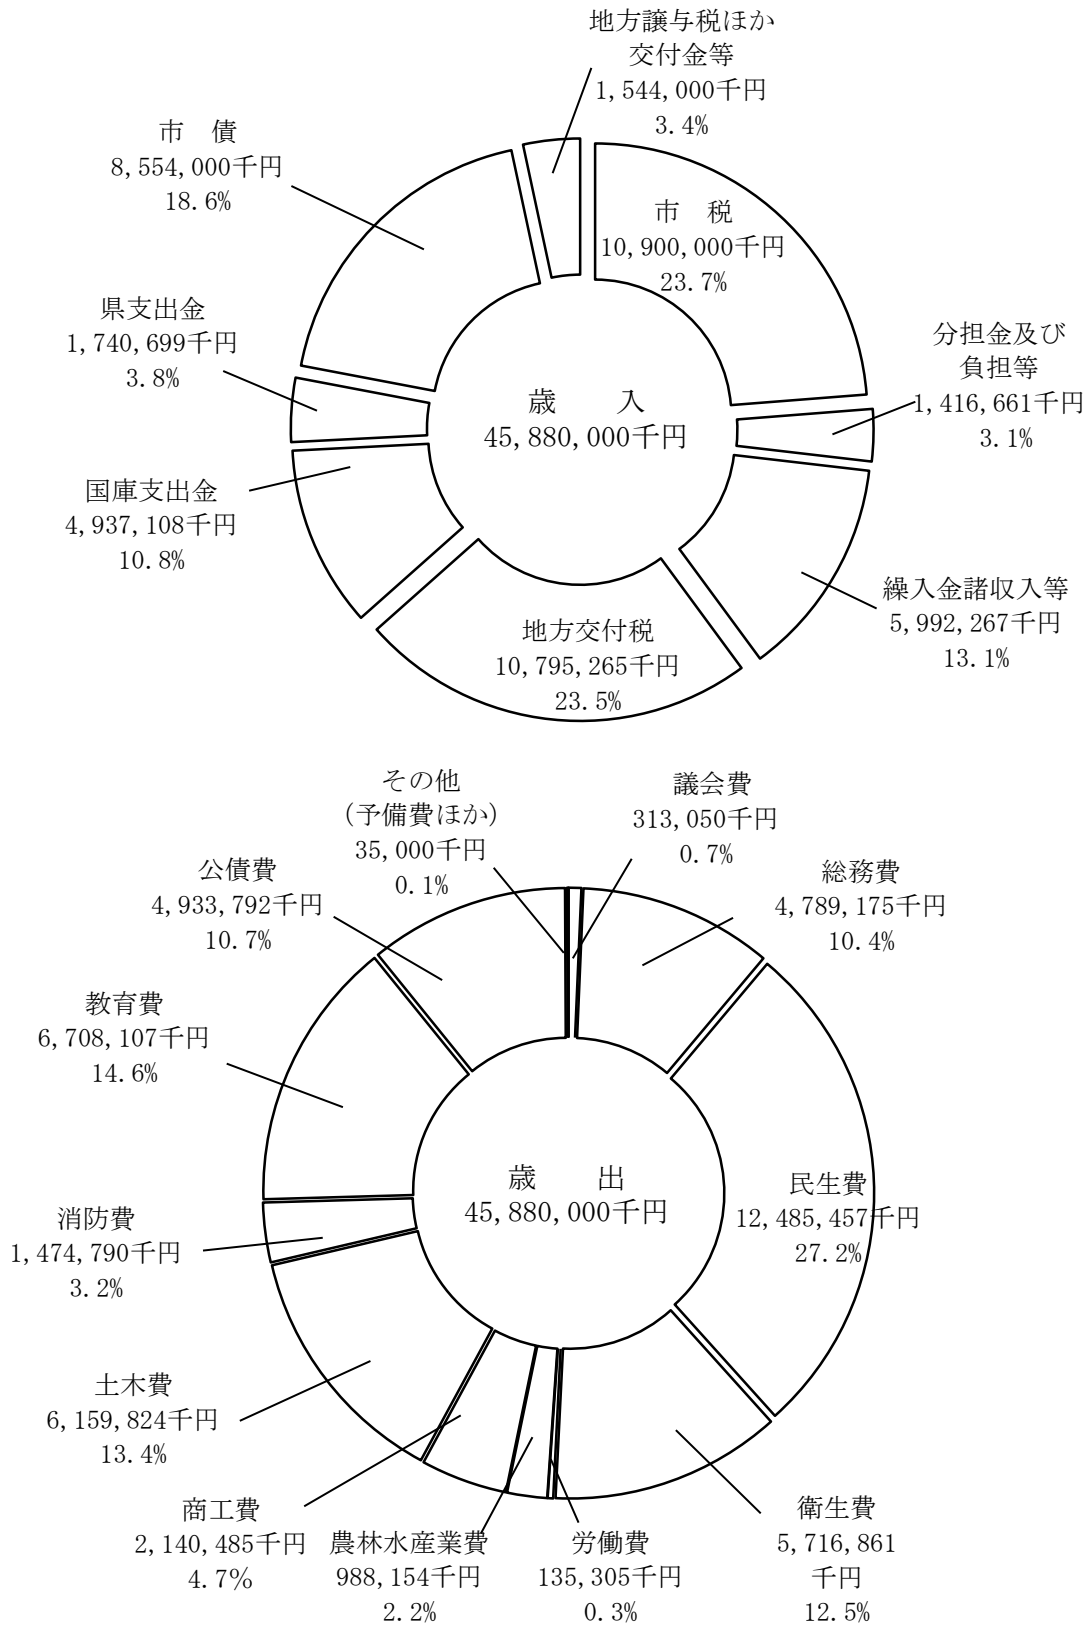 地方譲与税ほか
交付金等
1,544,000千円
3.4%
市　債
8,554,000千円
18.6%
市　税
10,900,000千円
23.7%
県支出金
1,740,699千円
3.8%
分担金及び
負担等
1,416,661千円
3.1%
歳　　入
45,880,000千円
国庫支出金
4,937,108千円
10.8%
繰入金諸収入等
5,992,267千円
13.1%
地方交付税
10,795,265千円
23.5%
その他
(予備費ほか)
35,000千円
0.1%
議会費
313,050千円
0.7%
公債費
4,933,792千円
10.7%
総務費
4,789,175千円
10.4%
教育費
6,708,107千円
14.6%
歳　　出
45,880,000千円
民生費
12,485,457千円
27.2%
消防費
1,474,790千円
3.2%
土木費
6,159,824千円
13.4%
商工費
2,140,485千円
4.7%
農林水産業費
988,154千円
2.2%
労働費
135,305千円
0.3%
衛生費
5,716,861
千円
12.5%